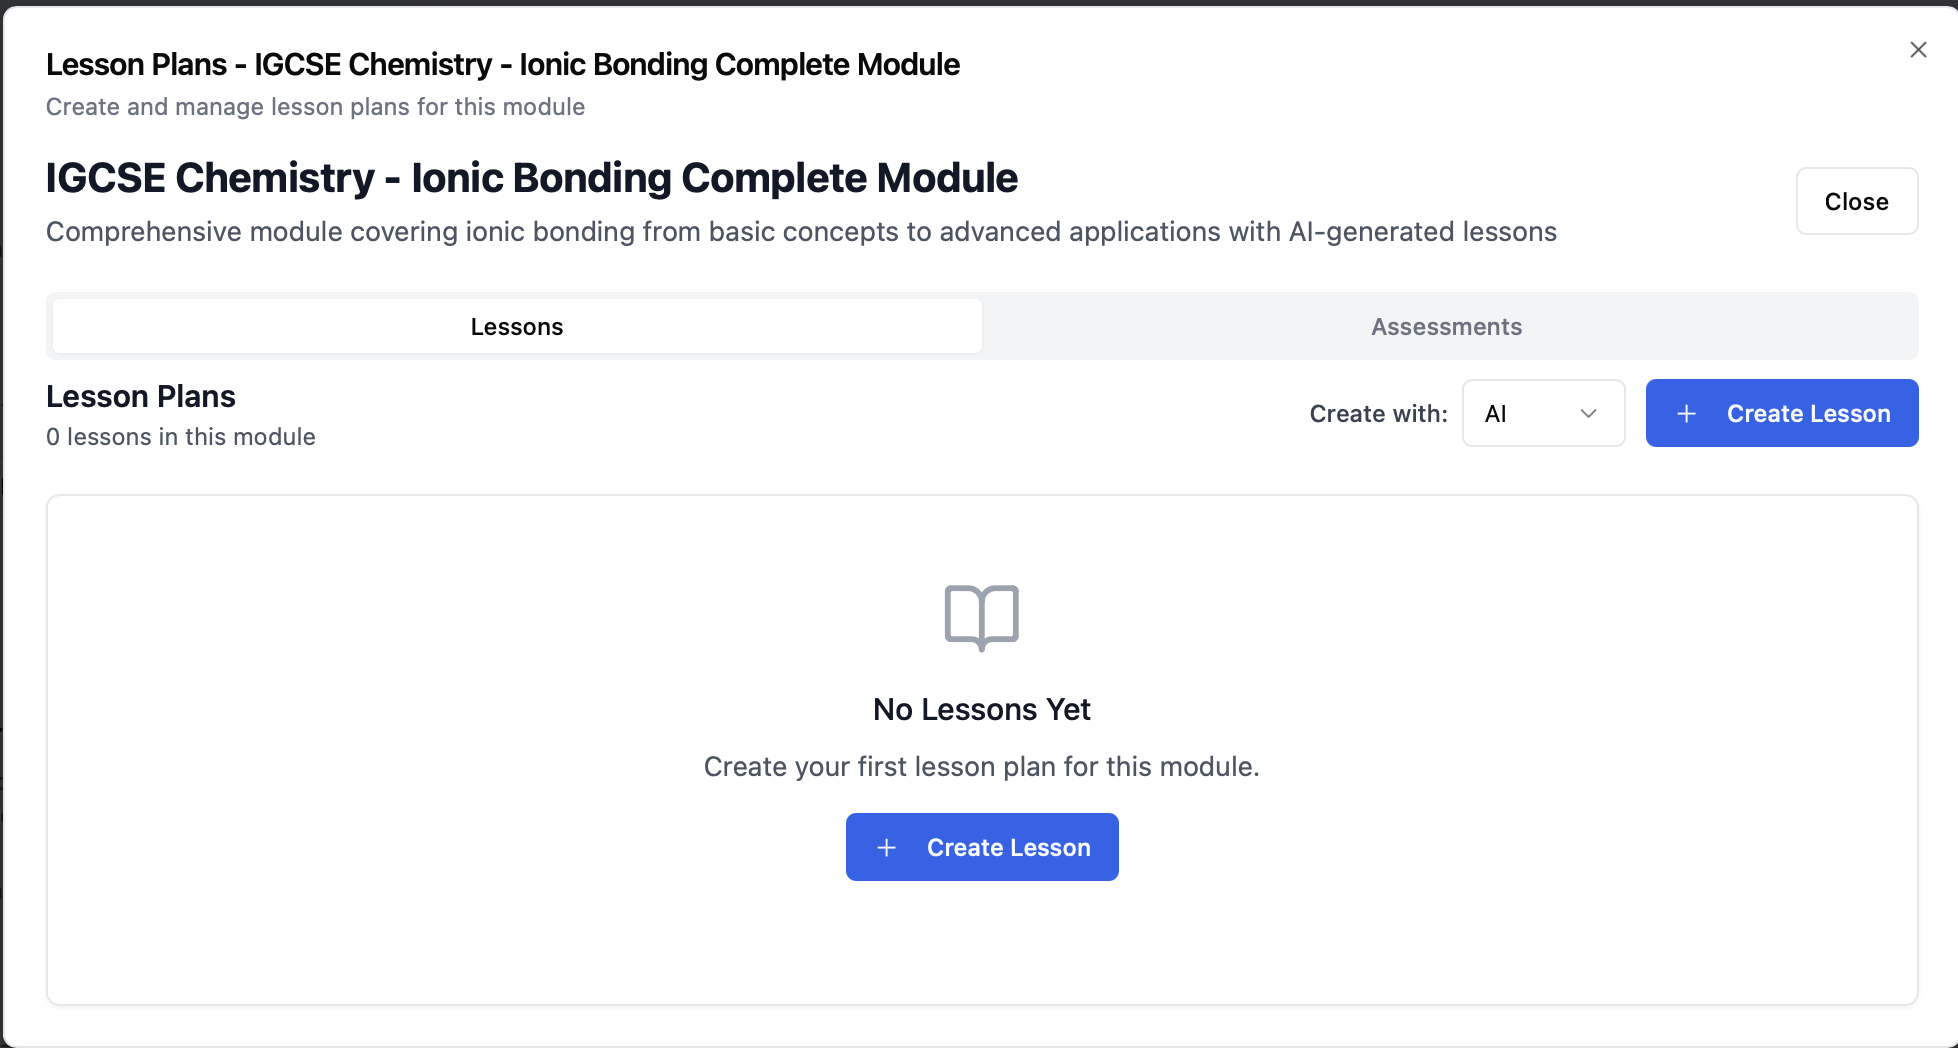 Lesson Plans - IGCSE Chemistry - Ionic Bonding Complete Module
Create and manage lesson plans for this module
IGCSE Chemistry - Ionic Bonding Complete Module
Comprehensive module covering ionic bonding from basic concepts to advanced applications with AI-generated lessons
Close
Lessons
Assessments
Lesson Plans
0 lessons in this module
Create with:
AI
Create Lesson
No Lessons Yet
Create your first lesson plan for this module.
Create Lesson